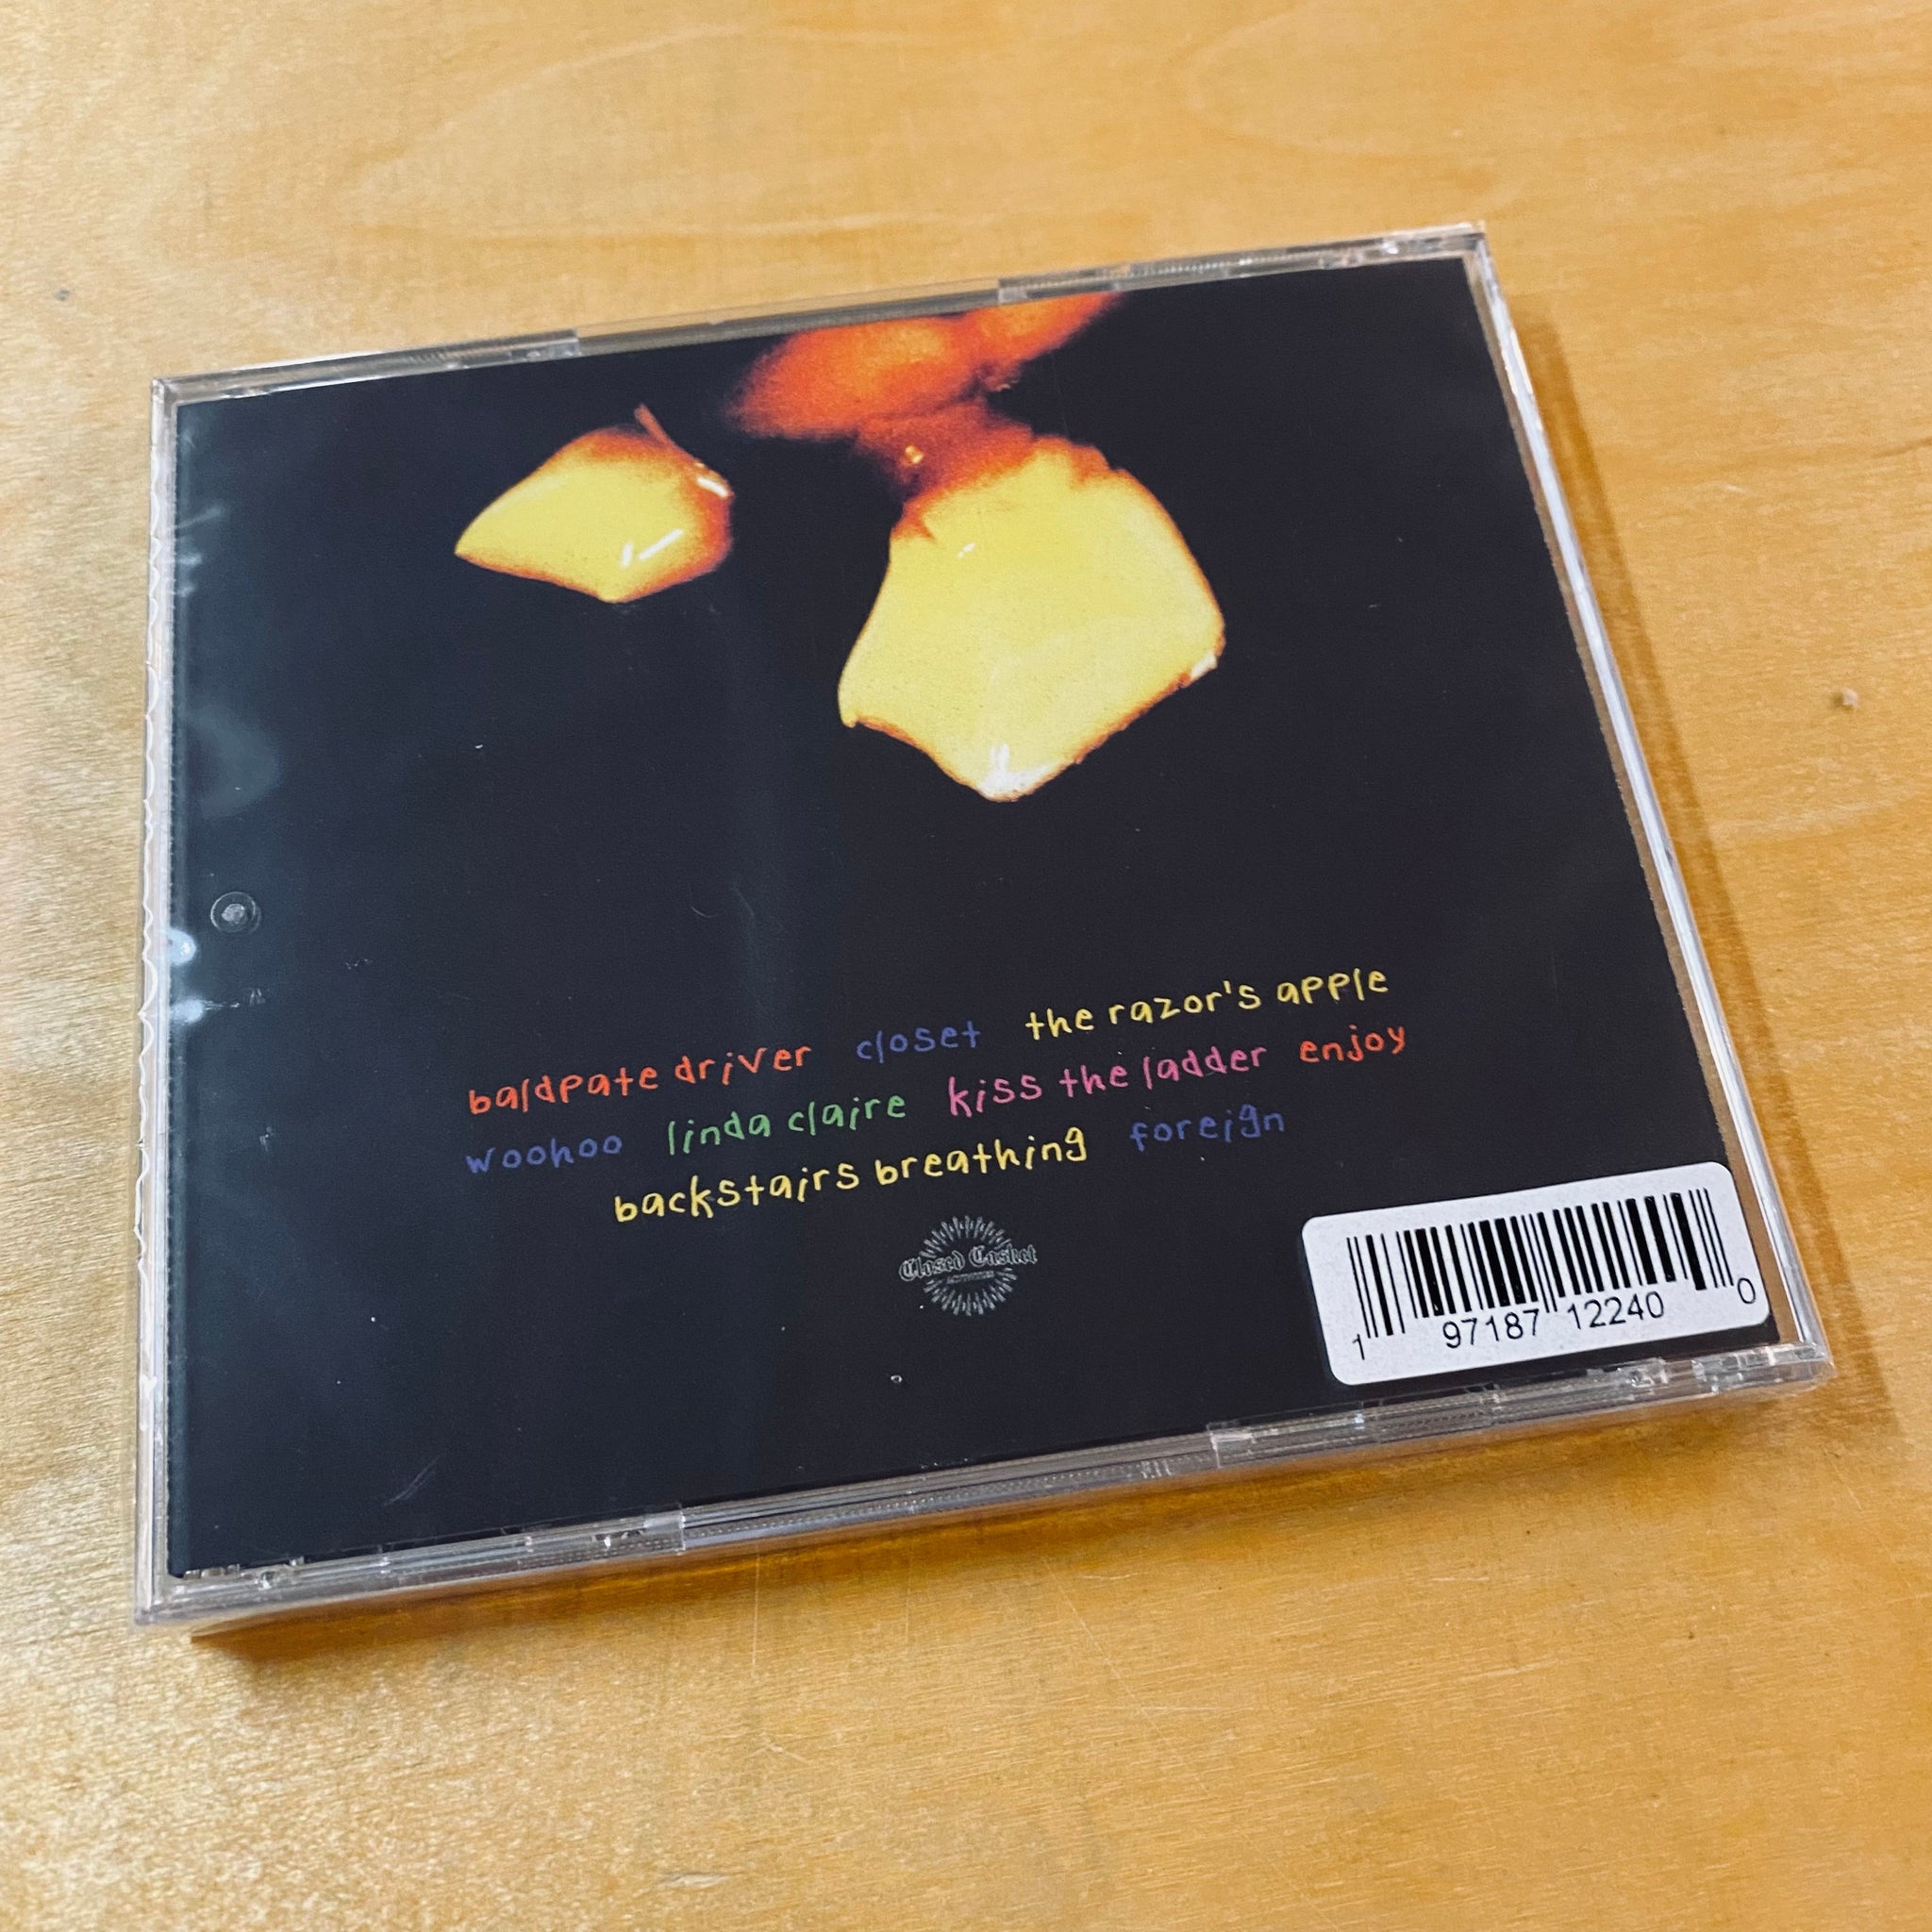 baldpate driver closet the razor's apple
woohoo linda claire kiss the ladder enjoy
backstairs breathing foreign
Closed Casket
1 97187 12240 0